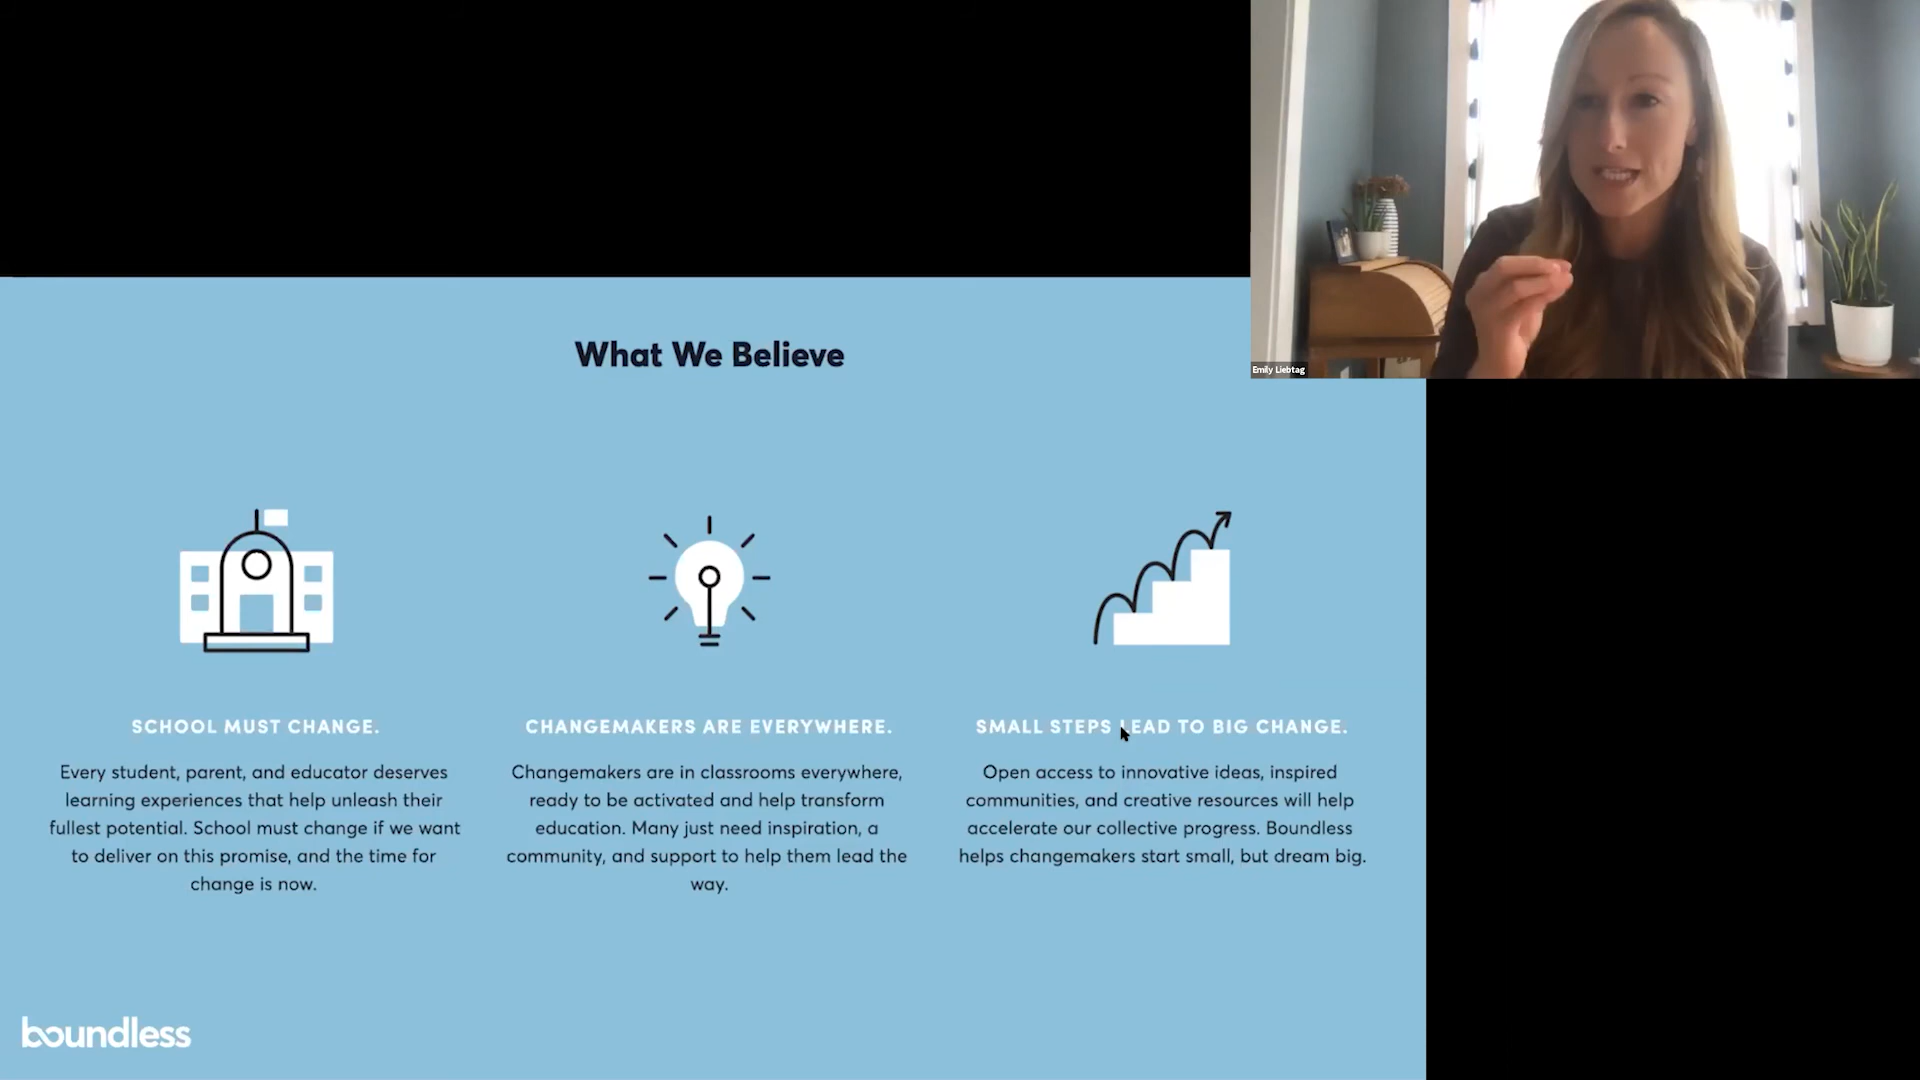 Emily Liebtag
What We Believe
SCHOOL MUST CHANGE.
Every student, parent, and educator deserves
learning experiences that help unleash their
fullest potential. School must change if we want
to deliver on this promise, and the time for
change is now.
CHANGEMAKERS ARE EVERYWHERE.
Changemakers are in classrooms everywhere,
ready to be activated and help transform
education. Many just need inspiration, a
community, and support to help them lead the
way.
SMALL STEPS LEAD TO BIG CHANGE.
Open access to innovative ideas, inspired
communities, and creative resources will help
accelerate our collective progress. Boundless
helps changemakers start small, but dream big.
boundless